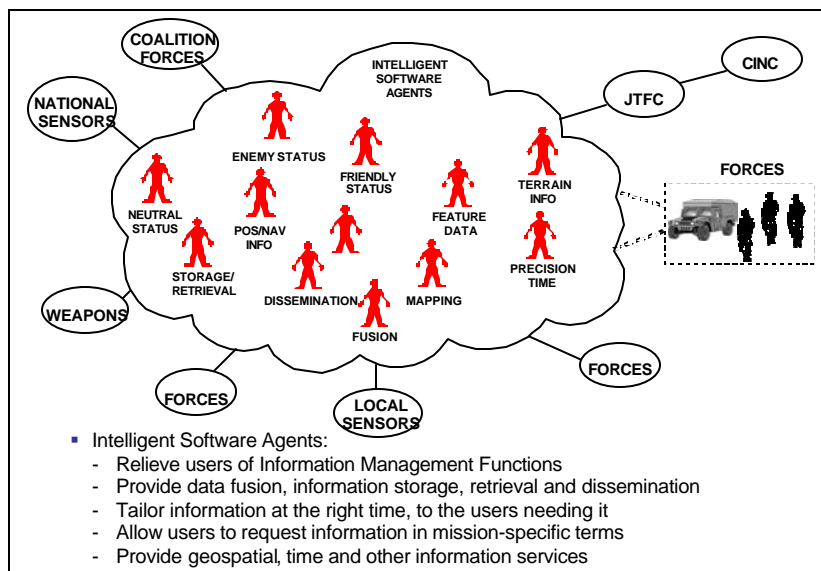 COALITION
FORCES
INTELLIGENT
SOFTWARE
AGENTS
CINC
JTFC
NATIONAL
SENSORS
ENEMY STATUS
FRIENDLY
STATUS
TERRAIN
INFO
FORCES
NEUTRAL
STATUS
POS/NAV
INFO
FEATURE
DATA
STORAGE/
RETRIEVAL
PRECISION
TIME
DISSEMINATION
MAPPING
WEAPONS
FUSION
FORCES
LOCAL
SENSORS
FORCES
▪ Intelligent Software Agents:
- Relieve users of Information Management Functions
- Provide data fusion, information storage, retrieval and dissemination
- Tailor information at the right time, to the users needing it
- Allow users to request information in mission-specific terms
- Provide geospatial, time and other information services